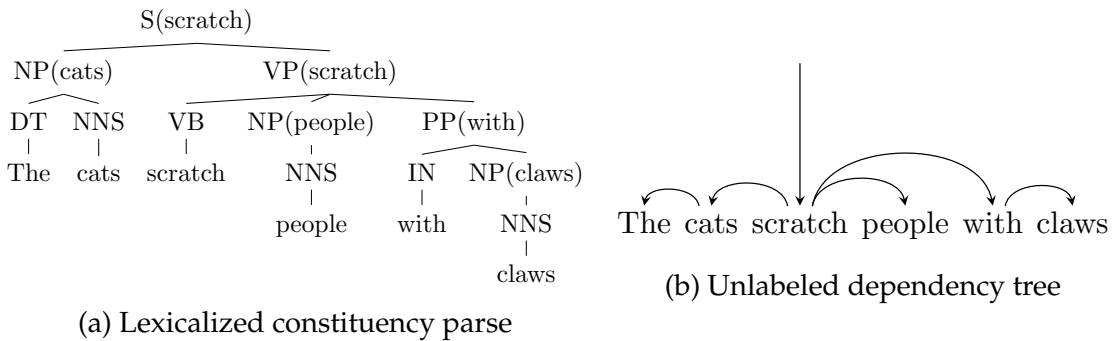 S(scratch)
NP(cats) VP(scratch)
DT NNS VB NP(people) PP(with)
The cats scratch NNS IN NP(claws)
people with NNS
claws
(a) Lexicalized constituency parse
The cats scratch people with claws
(b) Unlabeled dependency tree